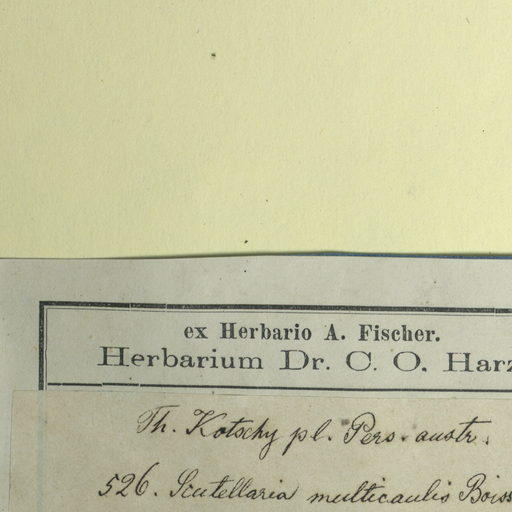 ex Herbario A. Fischer.
Herbarium Dr. C. O. Harz
Th. Kotschy pl. Pers. austr.
526. Scutellaria multicaulis Boiss